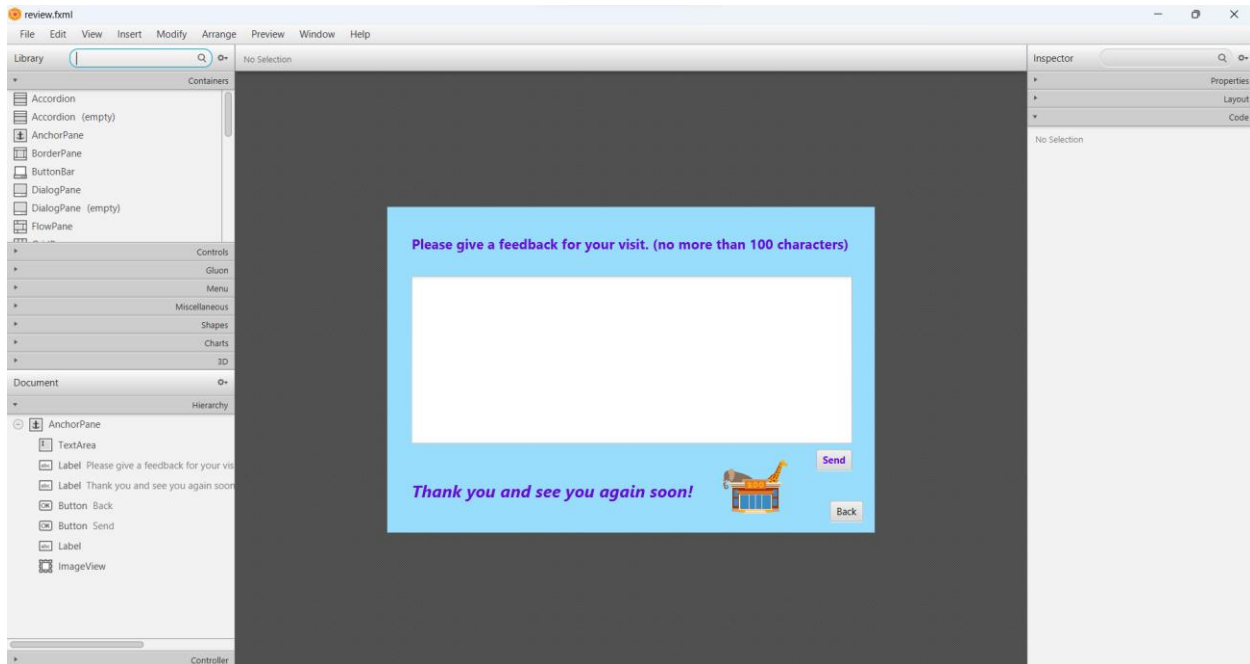 review.fxml
File Edit View Insert Modify Arrange Preview Window Help
Library
No Selection
Inspector
Containers
Accordion
Accordion (empty)
AnchorPane
BorderPane
ButtonBar
DialogPane
DialogPane (empty)
FlowPane
Controls
Gluon
Menu
Miscellaneous
Shapes
Charts
3D
Document
Hierarchy
AnchorPane
TextArea
Label Please give a feedback for your vis
Label Thank you and see you again soon
OK Button Back
OK Button Send
Label
ImageView
Controller
Please give a feedback for your visit. (no more than 100 characters)
Send
Thank you and see you again soon!
ZOO
Back
Properties
Layout
Code
No Selection